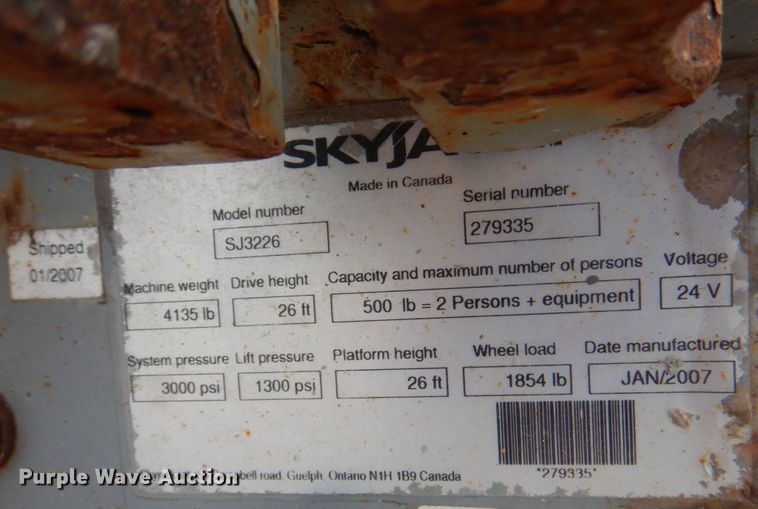 SKYJA
™
Made in Canada
Model number
SJ3226
Serial number
279335
Shipped
01/2007
Machine weight
4135 lb
Drive height
26 ft
Capacity and maximum number of persons
500 lb = 2 Persons + equipment
Voltage
24 V
System pressure
3000 psi
Lift pressure
1300 psi
Platform height
26 ft
Wheel load
1854 lb
Date manufactured
JAN/2007
*279335*
road, Guelph, Ontario N1H 1B9 Canada
Purple Wave Auction